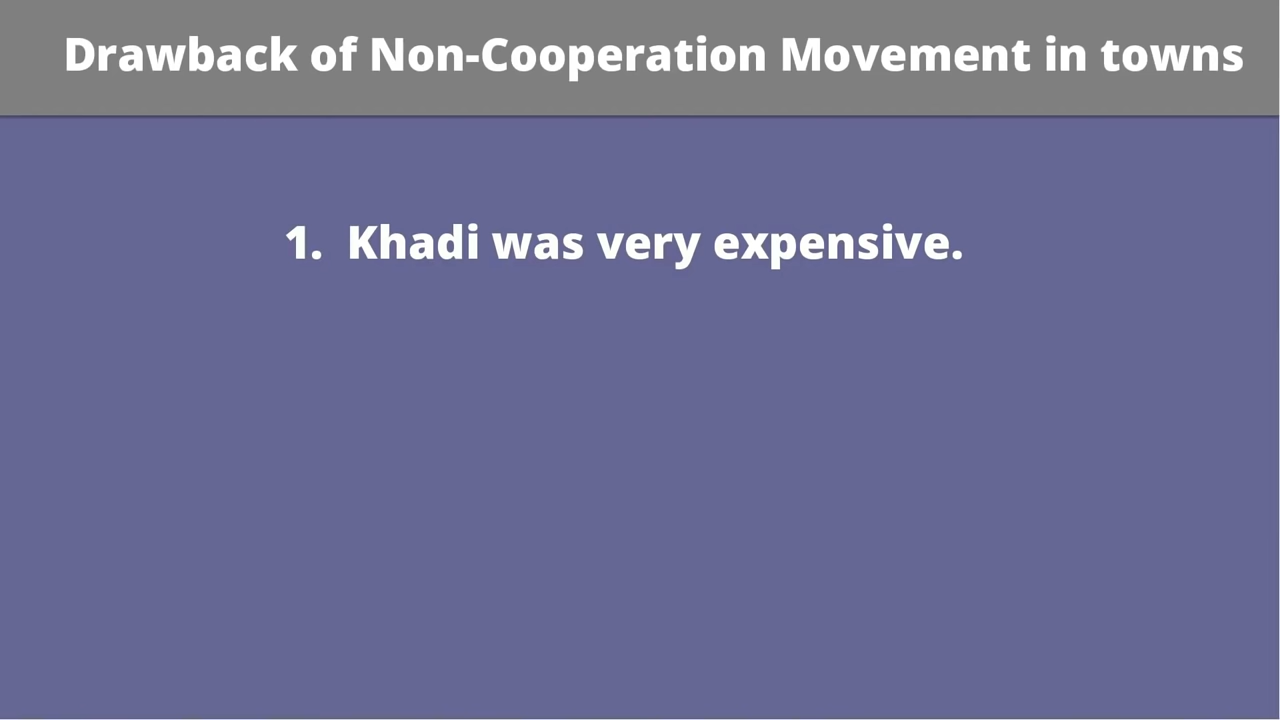 Drawback of Non-Cooperation Movement in towns
1. Khadi was very expensive.